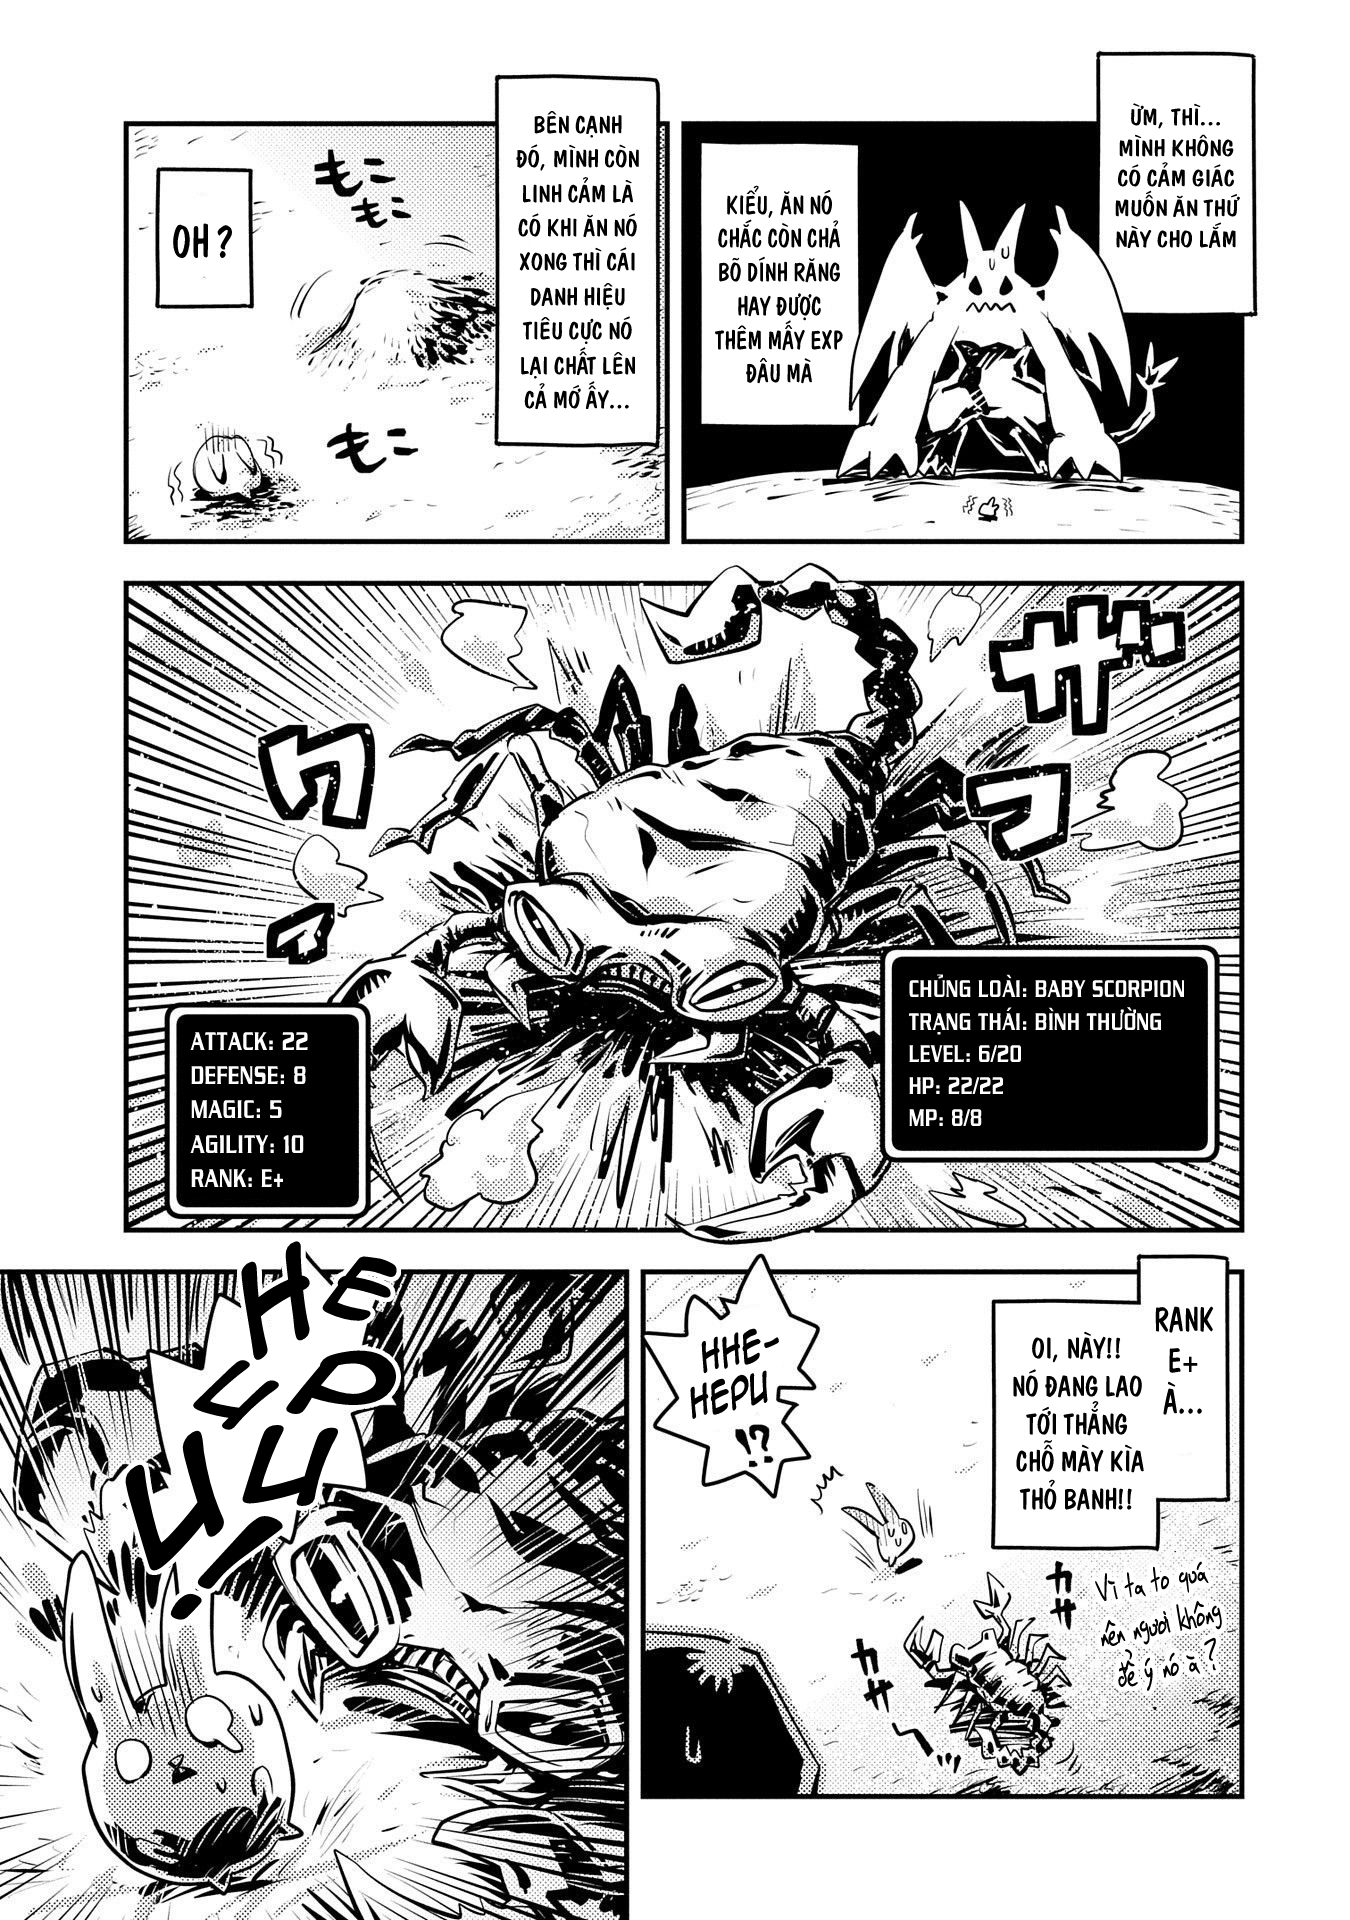 ỪM, THÌ...
MÌNH KHÔNG
CÓ CẢM GIÁC
MUỐN ĂN THỨ
NÀY CHO LẮM
KIỂU, ĂN NÓ
CHẮC CÒN CHẢ
BÕ DÍNH RĂNG
HAY ĐƯỢC
THÊM MẤY EXP
ĐÂU MÀ
BÊN CẠNH
ĐÓ, MÌNH CÒN
LINH CẢM LÀ
CÓ KHI ĂN NÓ
XONG THÌ CÁI
DANH HIỆU
TIÊU CỰC NÓ
LẠI CHẤT LÊN
CẢ MỚ ẤY...
もこ
もこ
もこ
OH?
ザッ
ワッ
CHỦNG LOÀI: BABY SCORPION
TRẠNG THÁI: BÌNH THƯỜNG
LEVEL: 6/20
HP: 22/22
MP: 8/8
ATTACK: 22
DEFENSE: 8
MAGIC: 5
AGILITY: 10
RANK: E+
RANK
E+
À...
OI, NÀY!!
NÓ ĐANG LAO
TỚI THẲNG
CHỖ MÀY KÌA
THỎ BANH!!
HHE-
HEPU
!?
カサ
カサ
Vì ta to quá
nên ngươi không
để ý nó à?
HEPU
UUU!